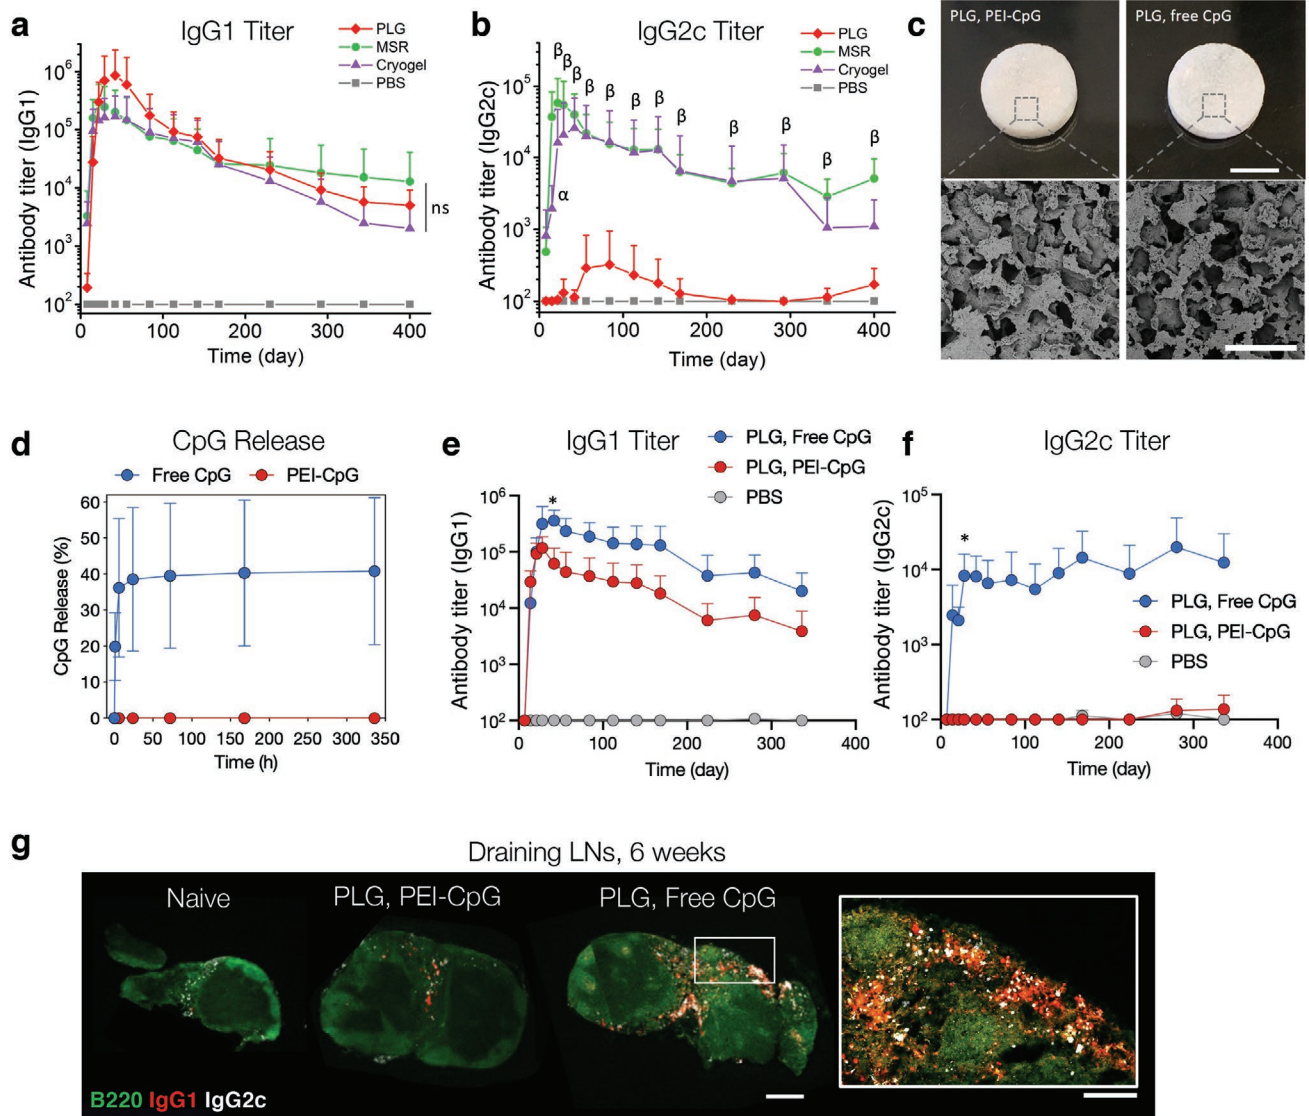 a
IgG1 Titer
PLG
MSR
Cryogel
PBS
Antibody titer (IgG1)
10⁶
10⁵
10⁴
10³
10²
ns
0 100 200 300 400
Time (day)
b
IgG2c Titer
PLG
MSR
Cryogel
PBS
Antibody titer (IgG2c)
10⁵
10⁴
10³
10²
β β β β β β β β β β β β
α
0 100 200 300 400
Time (day)
c
PLG, PEI-CpG
PLG, free CpG
d
CpG Release
Free CpG PEI-CpG
CpG Release (%)
60
50
40
30
20
10
0
0 50 100 150 200 250 300 350
Time (h)
e
IgG1 Titer
PLG, Free CpG
PLG, PEI-CpG
PBS
Antibody titer (IgG1)
10⁶
10⁵
10⁴
10³
10²
*
0 100 200 300 400
Time (day)
f
IgG2c Titer
Antibody titer (IgG2c)
10⁵
10⁴
10³
10²
*
PLG, Free CpG
PLG, PEI-CpG
PBS
0 100 200 300 400
Time (day)
g
Draining LNs, 6 weeks
Naive
PLG, PEI-CpG
PLG, Free CpG
B220 IgG1 IgG2c